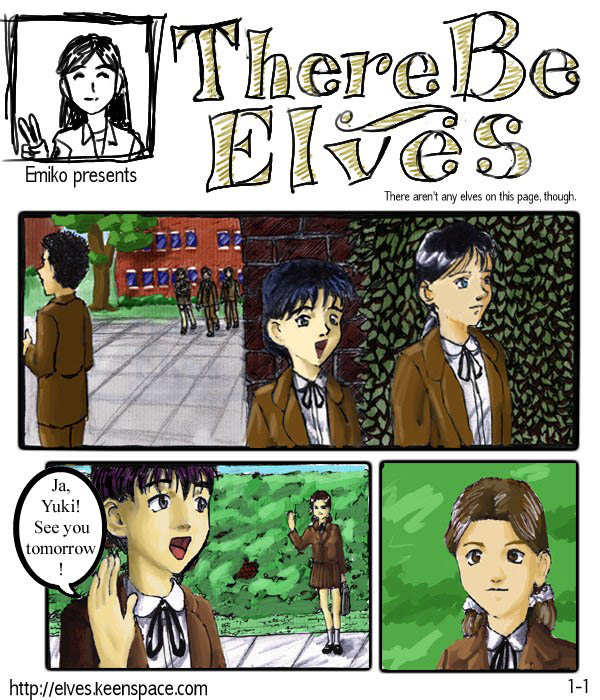 There Be
Elves
Emiko presents
There aren't any elves on this page, though.
Ja,
Yuki!
See you
tomorrow
!
http://elves.keenspace.com
1-1